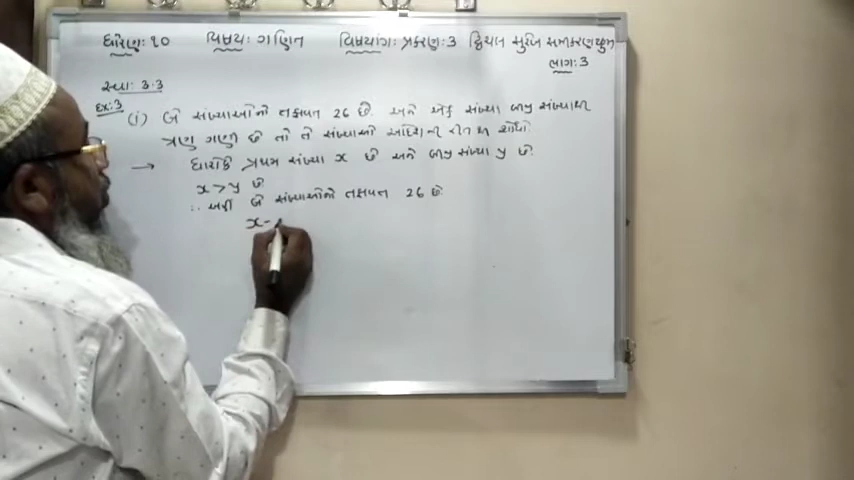 ધોરણ: ૧૦ વિષય: ગણિત વિષયાંગ: પ્રકરણ: 3 દ્વિચલ સુરેખ સમીકરણયુગ્મ
ભાગ: 3
સ્વા: 3.3
Ex:3 (i) બે સંખ્યાઓનો તફાવત 26 છે. અને એક સંખ્યા બીજી સંખ્યાથી
ત્રણ ગણી છે તો તે સંખ્યાઓ આદેશની રીતથી શોધો.
→ ધારોકે પ્રથમ સંખ્યા x છે અને બીજી સંખ્યા y છે.
x > y છે
∴ અહીં બે સંખ્યાઓનો તફાવત 26 છે.
x -